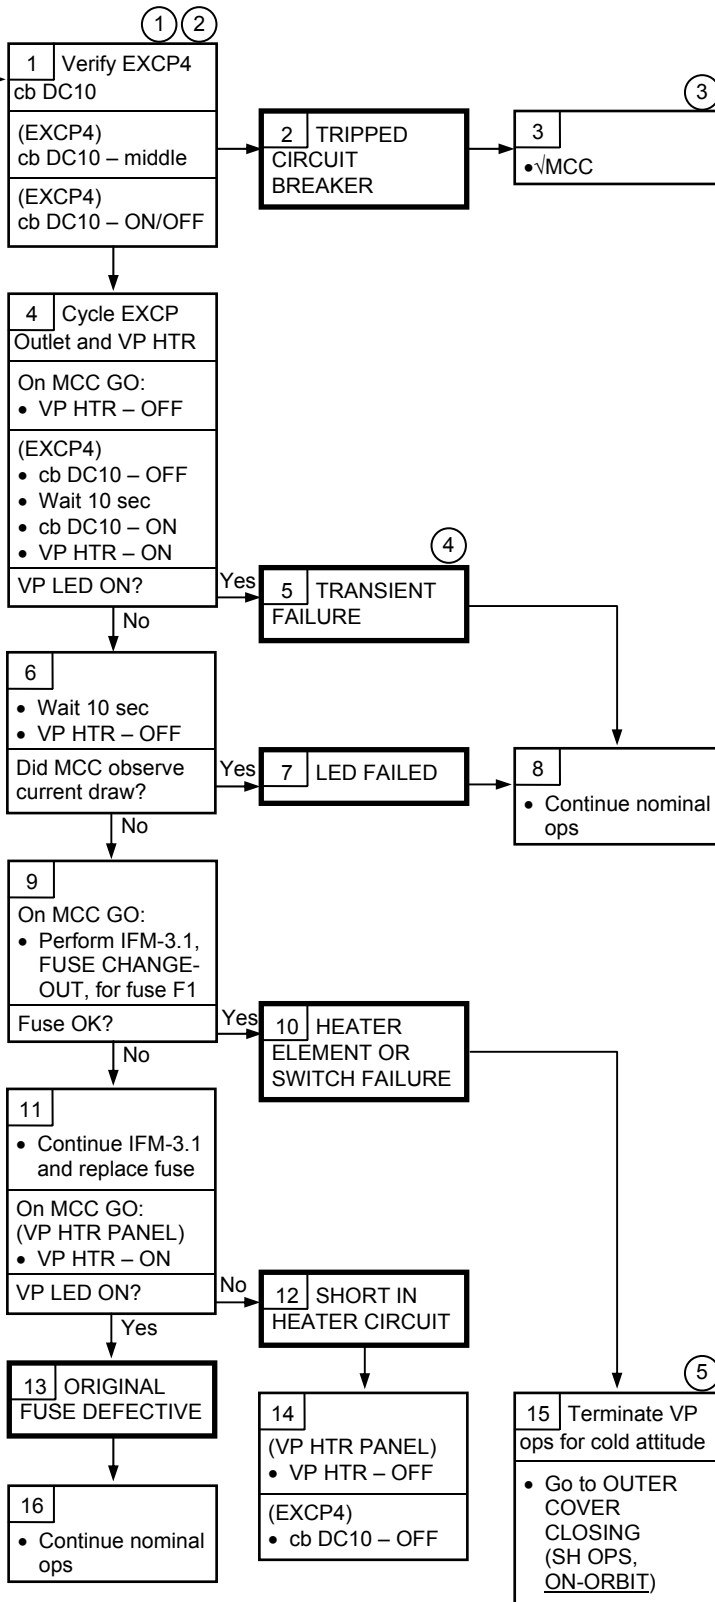 1 2
1 Verify EXCP4
cb DC10
(EXCP4)
cb DC10 – middle
(EXCP4)
cb DC10 – ON/OFF
2 TRIPPED
CIRCUIT
BREAKER
3
3
•√MCC
4 Cycle EXCP
Outlet and VP HTR
On MCC GO:
• VP HTR – OFF
(EXCP4)
• cb DC10 – OFF
• Wait 10 sec
• cb DC10 – ON
• VP HTR – ON
VP LED ON?
Yes
No
4
5 TRANSIENT
FAILURE
6
• Wait 10 sec
• VP HTR – OFF
Did MCC observe
current draw?
Yes
No
7 LED FAILED
8
• Continue nominal
ops
9
On MCC GO:
• Perform IFM-3.1,
FUSE CHANGE-
OUT, for fuse F1
Fuse OK?
Yes
No
10 HEATER
ELEMENT OR
SWITCH FAILURE
11
• Continue IFM-3.1
and replace fuse
On MCC GO:
(VP HTR PANEL)
• VP HTR – ON
VP LED ON?
No
Yes
12 SHORT IN
HEATER CIRCUIT
13 ORIGINAL
FUSE DEFECTIVE
14
(VP HTR PANEL)
• VP HTR – OFF
(EXCP4)
• cb DC10 – OFF
5
15 Terminate VP
ops for cold attitude
• Go to OUTER
COVER
CLOSING
(SH OPS,
ON-ORBIT)
16
• Continue nominal
ops